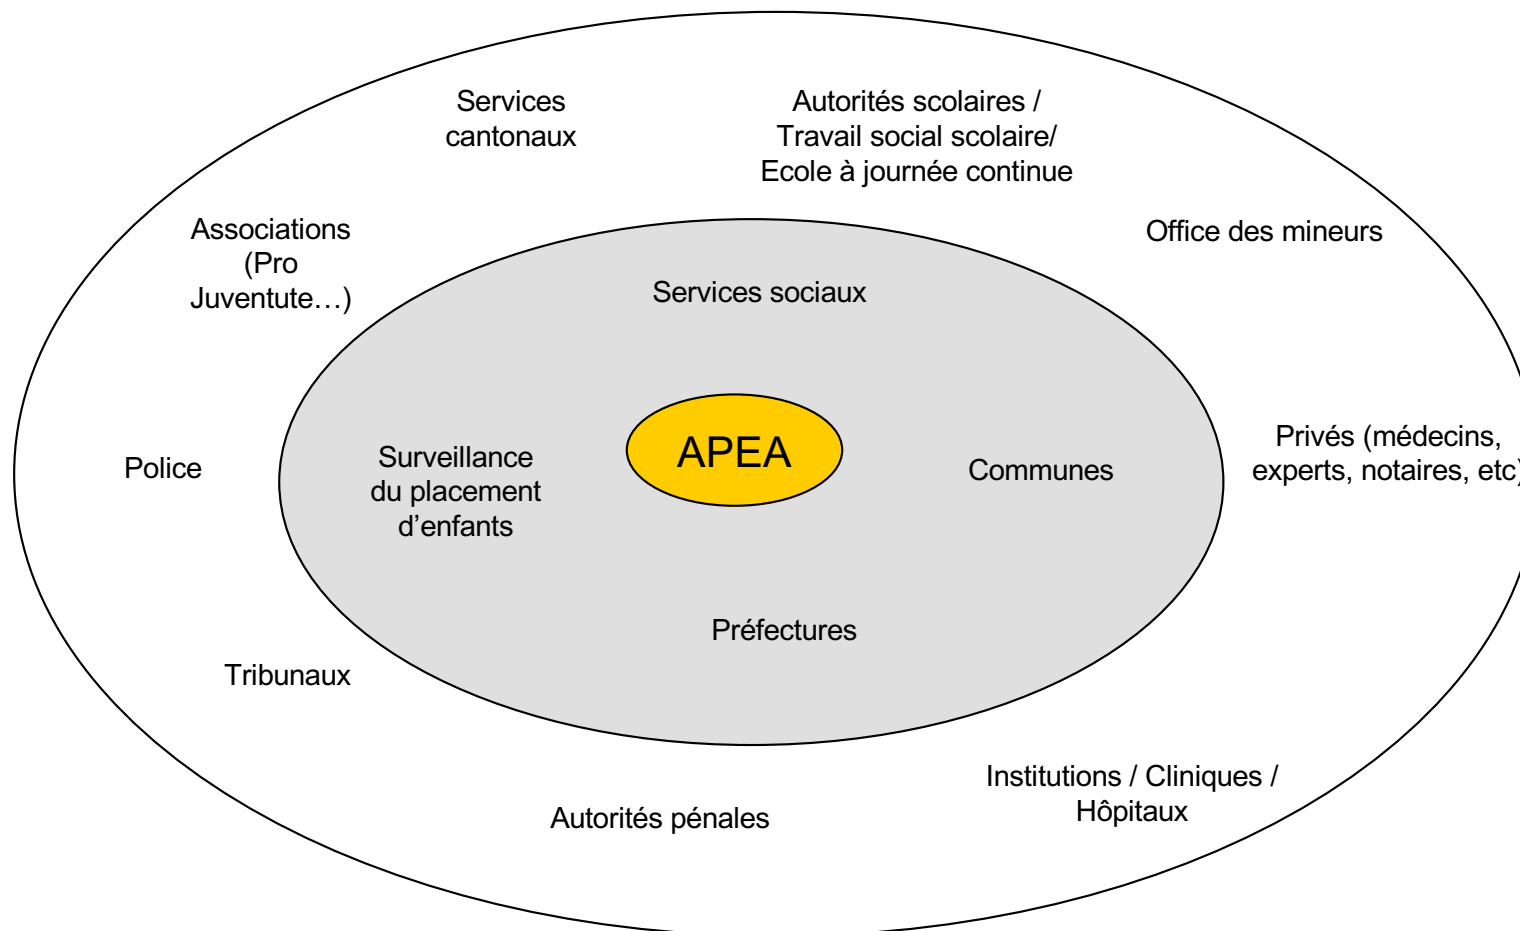 Services
cantonaux
Autorités scolaires /
Travail social scolaire/
Ecole à journée continue
Associations
(Pro
Juventute…)
Office des mineurs
Services sociaux
Police
Surveillance
du placement
d’enfants
APEA
Communes
Privés (médecins,
experts, notaires, etc)
Préfectures
Tribunaux
Institutions / Cliniques /
Hôpitaux
Autorités pénales